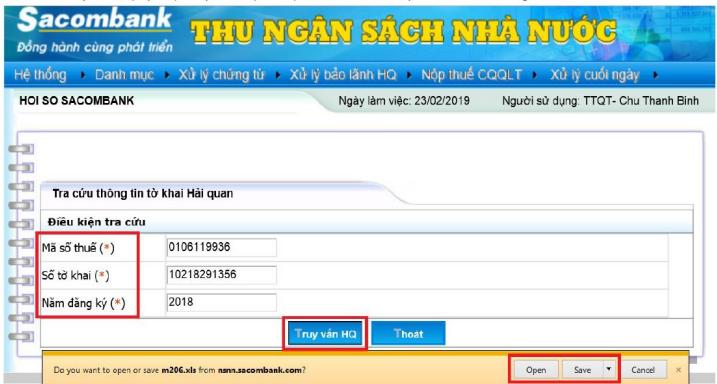 Sacombank
Đồng hành cùng phát triển
THU NGÂN SÁCH NHÀ NƯỚC
Hệ thống Danh mục Xử lý chứng từ Xử lý bảo lãnh HQ Nộp thuế CQQLT Xử lý cuối ngày
HOI SO SACOMBANK Ngày làm việc: 23/02/2019 Người sử dụng: TTQT- Chu Thanh Binh
Tra cứu thông tin tờ khai Hải quan
Điều kiện tra cứu
Mã số thuế (*) 0106119936
Số tờ khai (*) 10218291356
Năm đăng ký (*) 2018
Truy vấn HQ Thoát
Do you want to open or save m206.xls from nsnn.sacombank.com? Open Save Cancel ×